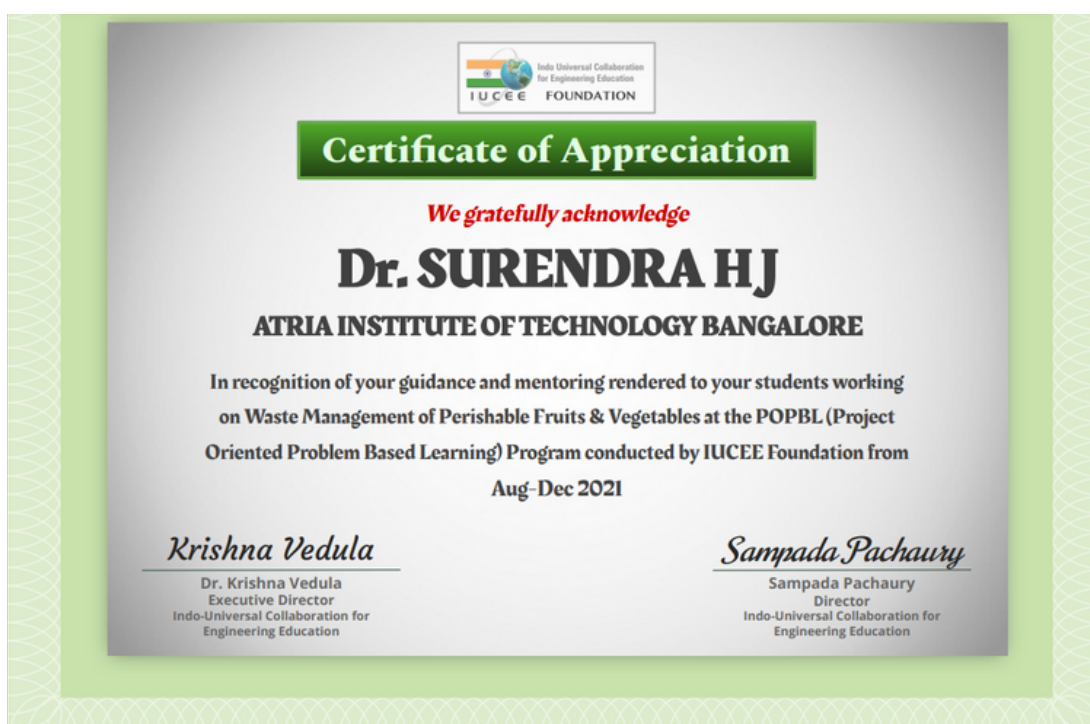 Indo Universal Collaboration
for Engineering Education
IUCEE FOUNDATION
Certificate of Appreciation
We gratefully acknowledge
Dr. SURENDRA H J
ATRIA INSTITUTE OF TECHNOLOGY BANGALORE
In recognition of your guidance and mentoring rendered to your students working
on Waste Management of Perishable Fruits & Vegetables at the POPBL (Project
Oriented Problem Based Learning) Program conducted by IUCEE Foundation from
Aug-Dec 2021
Krishna Vedula
Dr. Krishna Vedula
Executive Director
Indo-Universal Collaboration for
Engineering Education
Sampada Pachaury
Sampada Pachaury
Director
Indo-Universal Collaboration for
Engineering Education